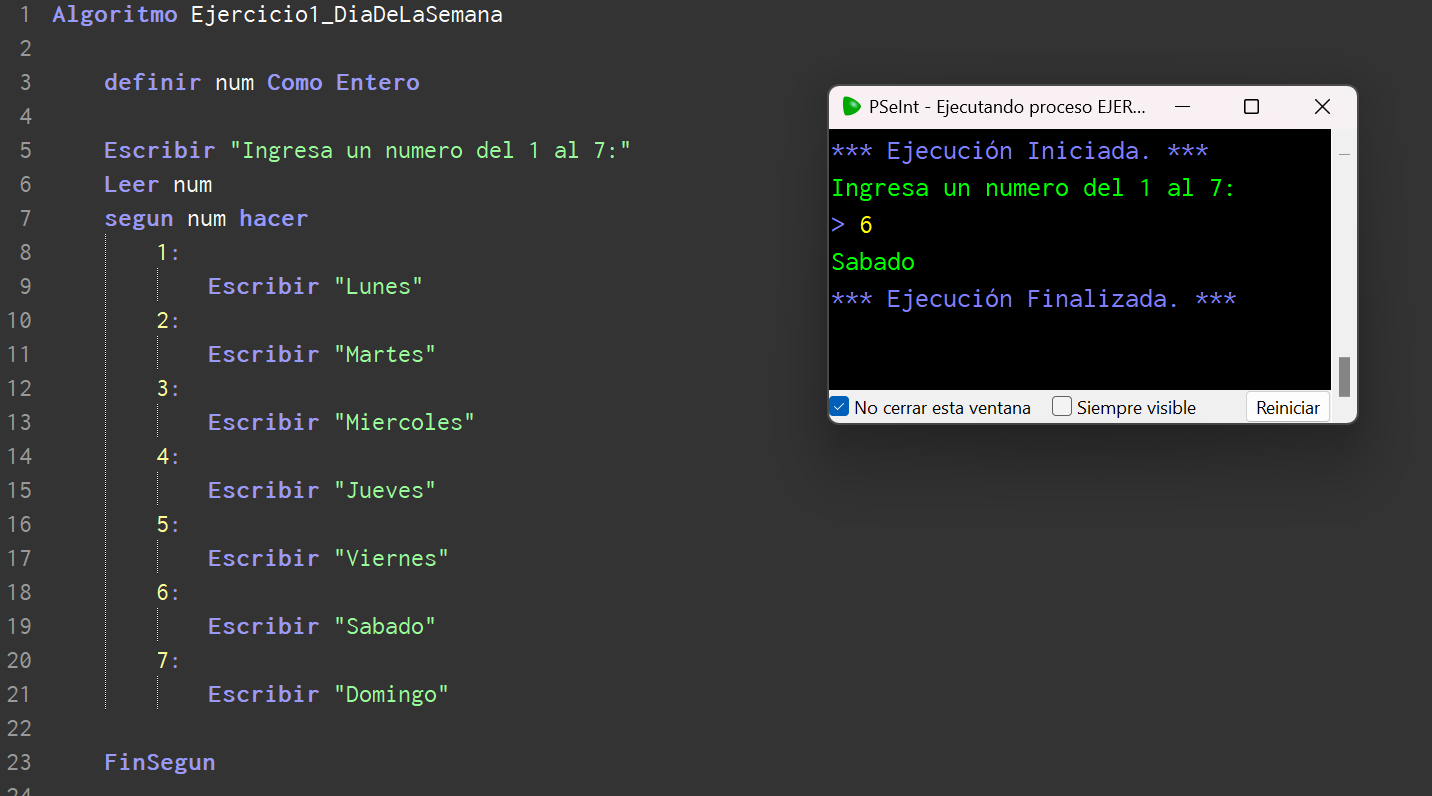 1 Algoritmo Ejercicio1_DiaDeLaSemana
2
3 definir num Como Entero
4
5 Escribir "Ingresa un numero del 1 al 7:"
6 Leer num
7 segun num hacer
8 1:
9 Escribir "Lunes"
10 2:
11 Escribir "Martes"
12 3:
13 Escribir "Miercoles"
14 4:
15 Escribir "Jueves"
16 5:
17 Escribir "Viernes"
18 6:
19 Escribir "Sabado"
20 7:
21 Escribir "Domingo"
22
23 FinSegun
24
PSeInt - Ejecutando proceso EJER...
*** Ejecución Iniciada. ***
Ingresa un numero del 1 al 7:
> 6
Sabado
*** Ejecución Finalizada. ***
No cerrar esta ventana Siempre visible Reiniciar